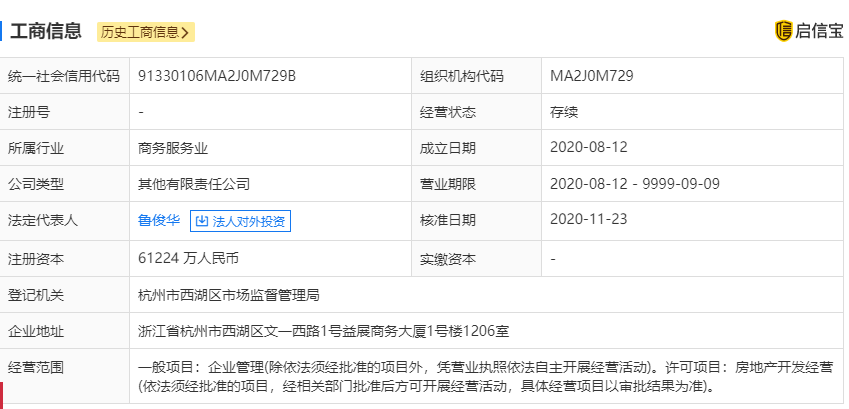 工商信息 历史工商信息 启信宝
统一社会信用代码 91330106MA2J0M729B 组织机构代码 MA2J0M729
注册号 - 经营状态 存续
所属行业 商务服务业 成立日期 2020-08-12
公司类型 其他有限责任公司 营业期限 2020-08-12 - 9999-09-09
法定代表人 鲁俊华 法人对外投资 核准日期 2020-11-23
注册资本 61224 万人民币 实缴资本 -
登记机关 杭州市西湖区市场监督管理局
企业地址 浙江省杭州市西湖区文一西路1号益展商务大厦1号楼1206室
经营范围 一般项目：企业管理(除依法须经批准的项目外，凭营业执照依法自主开展经营活动)。许可项目：房地产开发经营
(依法须经批准的项目，经相关部门批准后方可开展经营活动，具体经营项目以审批结果为准)。